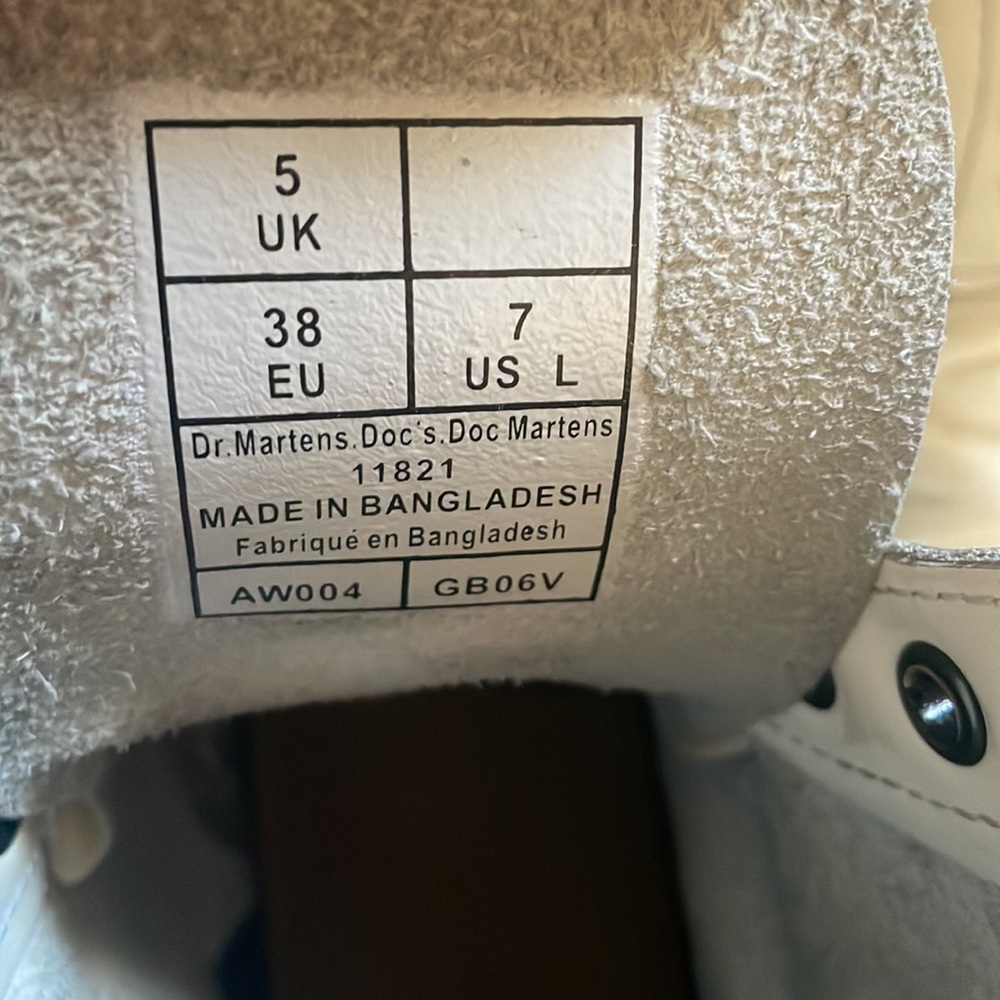 5
UK
38
EU
7
US L
Dr.Martens.Doc's.Doc Martens
11821
MADE IN BANGLADESH
Fabriqué en Bangladesh
AW004
GB06V